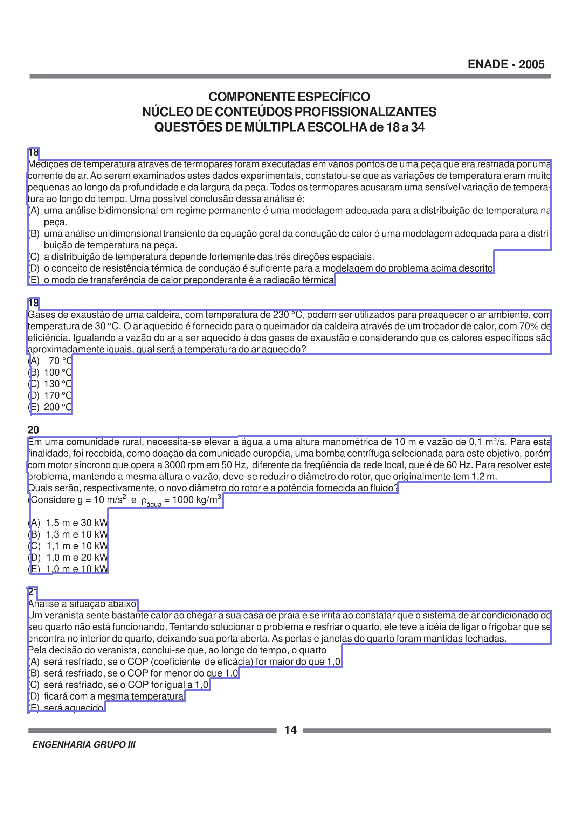 ENADE - 2005
COMPONENTE ESPECÍFICO
NÚCLEO DE CONTEÚDOS PROFISSIONALIZANTES
QUESTÕES DE MÚLTIPLA ESCOLHA de 18 a 34
18
Medições de temperatura através de termopares foram executadas em vários pontos de uma peça que era resfriada por uma
corrente de ar. Ao serem examinados estes dados experimentais, constatou-se que as variações de temperatura eram muito
pequenas ao longo da profundidade e da largura da peça. Todos os termopares acusaram uma sensível variação de tempera-
tura ao longo do tempo. Uma possível conclusão dessa análise é:
(A) uma análise bidimensional em regime permanente é uma modelagem adequada para a distribuição de temperatura na
peça.
(B) uma análise unidimensional transiente da equação geral da condução de calor é uma modelagem adequada para a distri-
buição de temperatura na peça.
(C) a distribuição de temperatura depende fortemente das três direções espaciais.
(D) o conceito de resistência térmica de condução é suficiente para a modelagem do problema acima descrito.
(E) o modo de transferência de calor preponderante é a radiação térmica.
19
Gases de exaustão de uma caldeira, com temperatura de 230 °C, podem ser utilizados para preaquecer o ar ambiente, com
temperatura de 30 °C. O ar aquecido é fornecido para o queimador da caldeira através de um trocador de calor, com 70% de
eficiência. Igualando a vazão do ar a ser aquecido à dos gases de exaustão e considerando que os calores específicos são
aproximadamente iguais, qual será a temperatura do ar aquecido?
(A) 70 °C
(B) 100 °C
(C) 130 °C
(D) 170 °C
(E) 200 °C
20
Em uma comunidade rural, necessita-se elevar a água a uma altura manométrica de 10 m e vazão de 0,1 m³/s. Para esta
finalidade, foi recebida, como doação da comunidade européia, uma bomba centrífuga selecionada para este objetivo, porém
com motor síncrono que opera a 3000 rpm em 50 Hz, diferente da freqüência da rede local, que é de 60 Hz. Para resolver este
problema, mantendo a mesma altura e vazão, deve-se reduzir o diâmetro do rotor, que originalmente tem 1,2 m.
Quais serão, respectivamente, o novo diâmetro do rotor e a potência fornecida ao fluido?
(Considere g = 10 m/s² e ρágua = 1000 kg/m³)
(A) 1,5 m e 30 kW
(B) 1,3 m e 10 kW
(C) 1,1 m e 10 kW
(D) 1,0 m e 20 kW
(E) 1,0 m e 10 kW
21
Analise a situação abaixo.
Um veranista sente bastante calor ao chegar à sua casa de praia e se irrita ao constatar que o sistema de ar condicionado do
seu quarto não está funcionando. Tentando solucionar o problema e resfriar o quarto, ele teve a idéia de ligar o frigobar que se
encontra no interior do quarto, deixando sua porta aberta. As portas e janelas do quarto foram mantidas fechadas.
Pela decisão do veranista, conclui-se que, ao longo do tempo, o quarto
(A) será resfriado, se o COP (coeficiente de eficácia) for maior do que 1,0.
(B) será resfriado, se o COP for menor do que 1,0.
(C) será resfriado, se o COP for igual a 1,0.
(D) ficará com a mesma temperatura.
(E) será aquecido.
14
ENGENHARIA GRUPO III